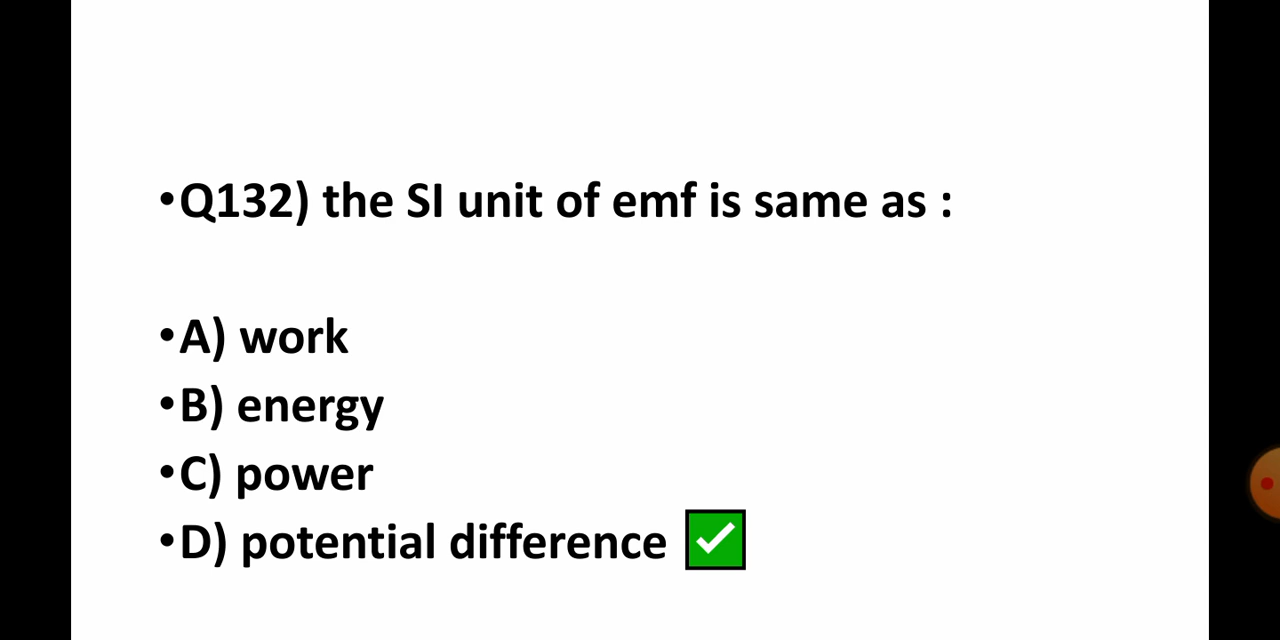 •Q132) the SI unit of emf is same as :
•A) work
•B) energy
•C) power
•D) potential difference ✅